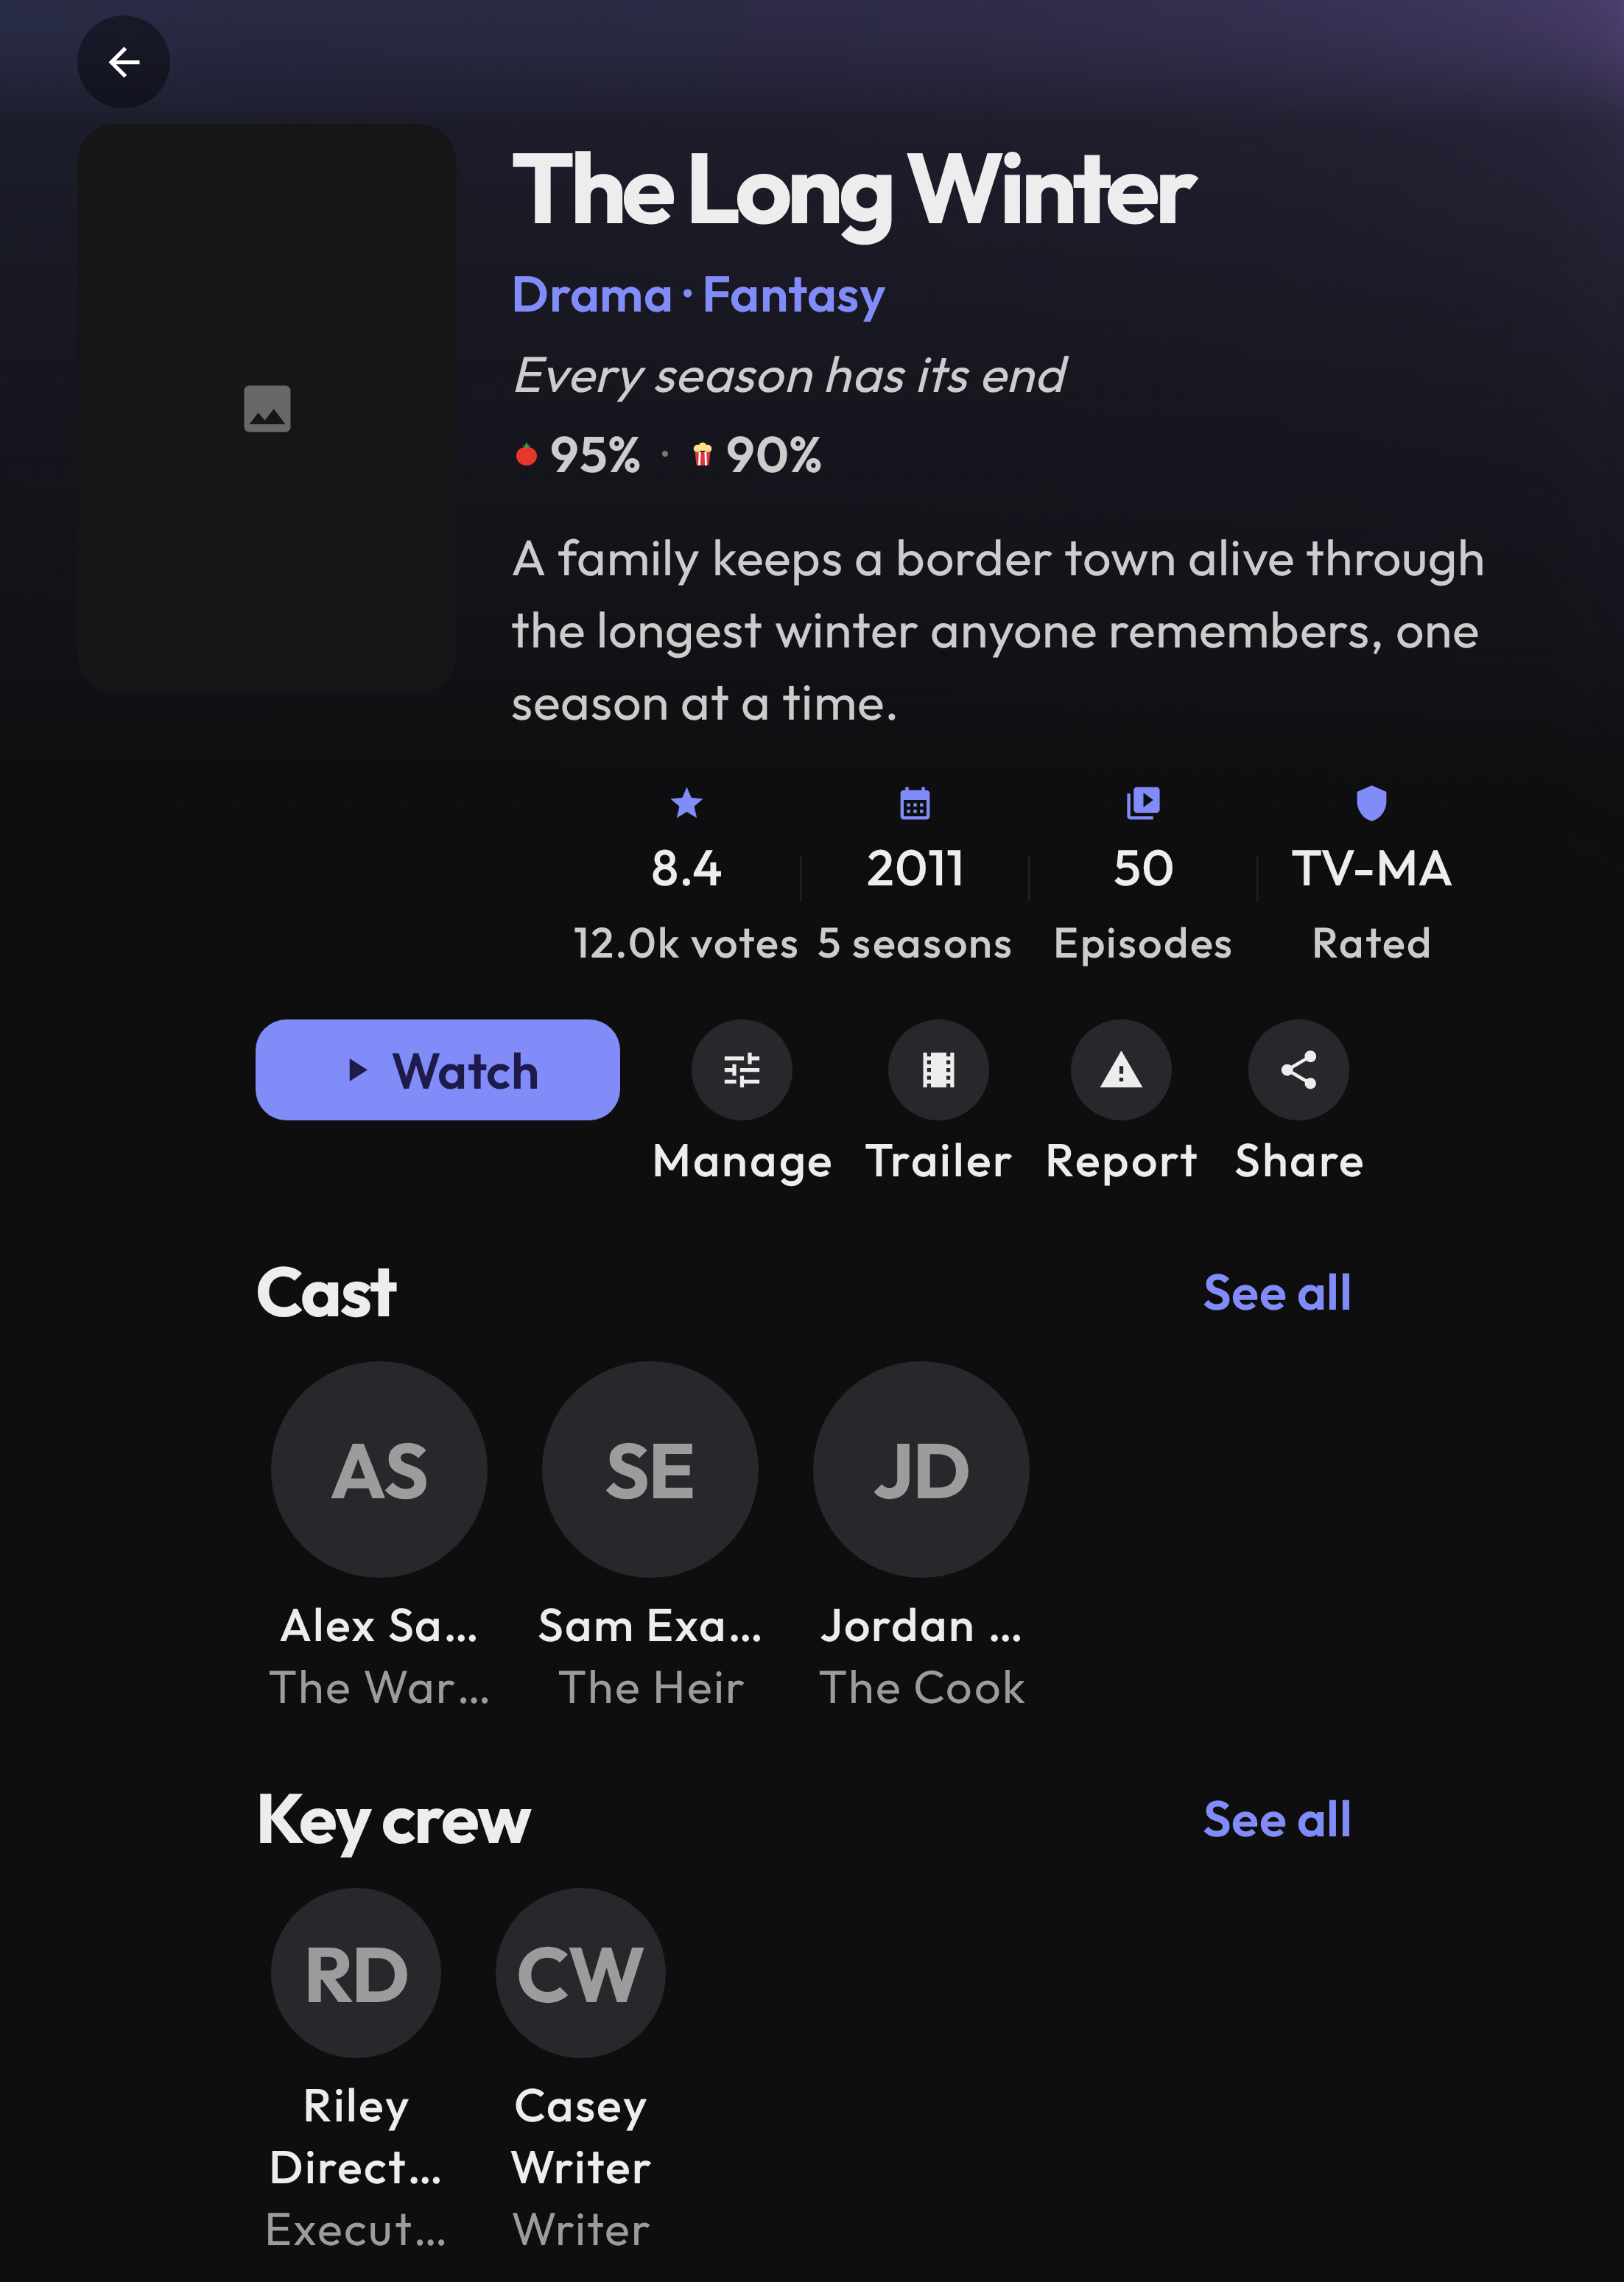 The Long Winter
Drama · Fantasy
Every season has its end
95% · 90%
A family keeps a border town alive through
the longest winter anyone remembers, one
season at a time.
8.4 2011 50 TV-MA
12.0k votes 5 seasons Episodes Rated
Watch
Manage Trailer Report Share
Cast See all
AS SE JD
Alex Sa... Sam Exa... Jordan ...
The War... The Heir The Cook
Key crew See all
RD CW
Riley Casey
Direct... Writer
Execut... Writer